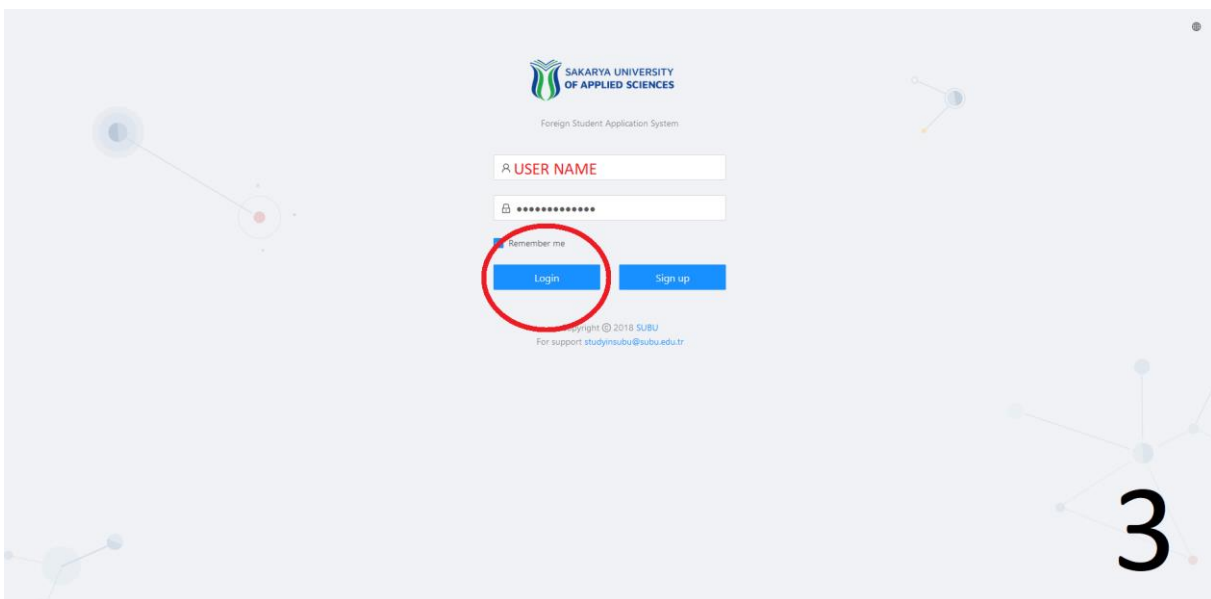 SAKARYA UNIVERSITY
OF APPLIED SCIENCES
Foreign Student Application System
USER NAME
•••••••••••••
Remember me
Login Sign up
Copyright © 2018 SUBU
For support studyinsubu@subu.edu.tr
3